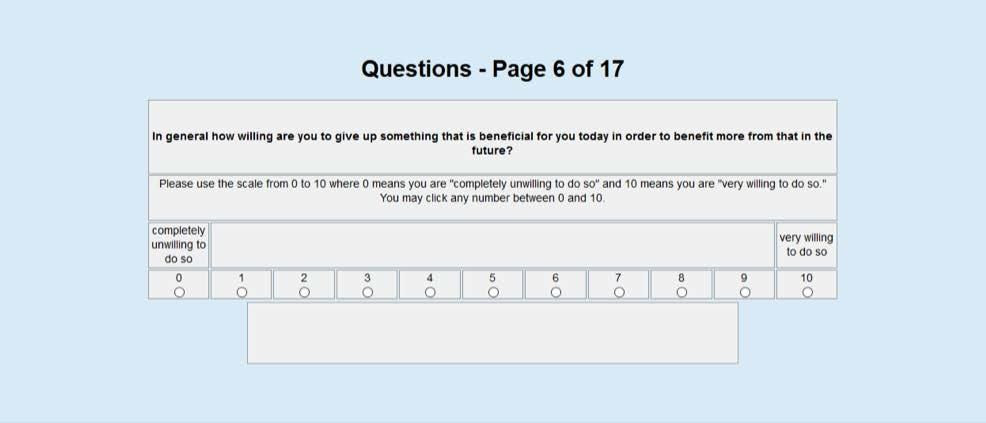 Questions - Page 6 of 17
In general how willing are you to give up something that is beneficial for you today in order to benefit more from that in the
future?
Please use the scale from 0 to 10 where 0 means you are "completely unwilling to do so" and 10 means you are "very willing to do so."
You may click any number between 0 and 10.
completely
unwilling to
do so
very willing
to do so
0 1 2 3 4 5 6 7 8 9 10